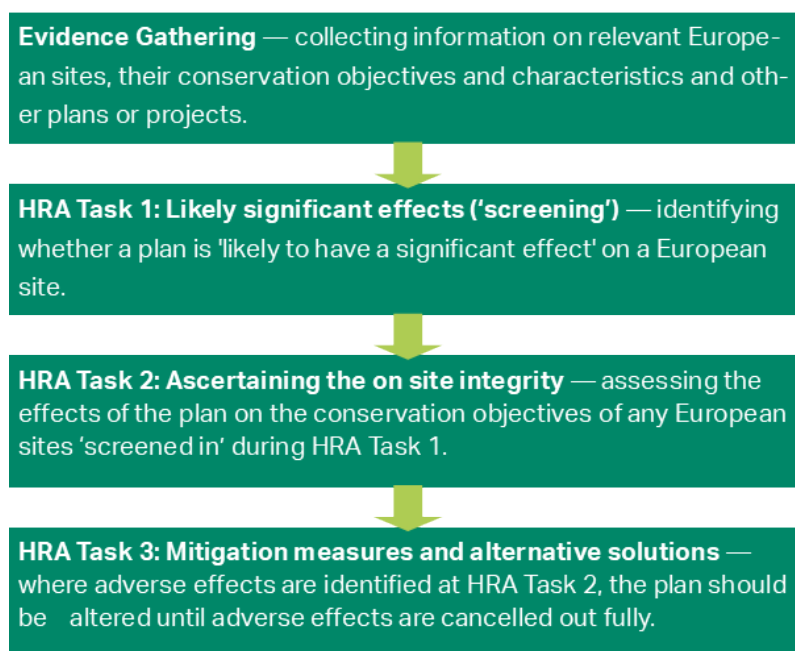 Evidence Gathering — collecting information on relevant Europe-
an sites, their conservation objectives and characteristics and oth-
er plans or projects.
HRA Task 1: Likely significant effects (‘screening’) — identifying
whether a plan is 'likely to have a significant effect' on a European
site.
HRA Task 2: Ascertaining the on site integrity — assessing the
effects of the plan on the conservation objectives of any European
sites ‘screened in’ during HRA Task 1.
HRA Task 3: Mitigation measures and alternative solutions —
where adverse effects are identified at HRA Task 2, the plan should
be altered until adverse effects are cancelled out fully.